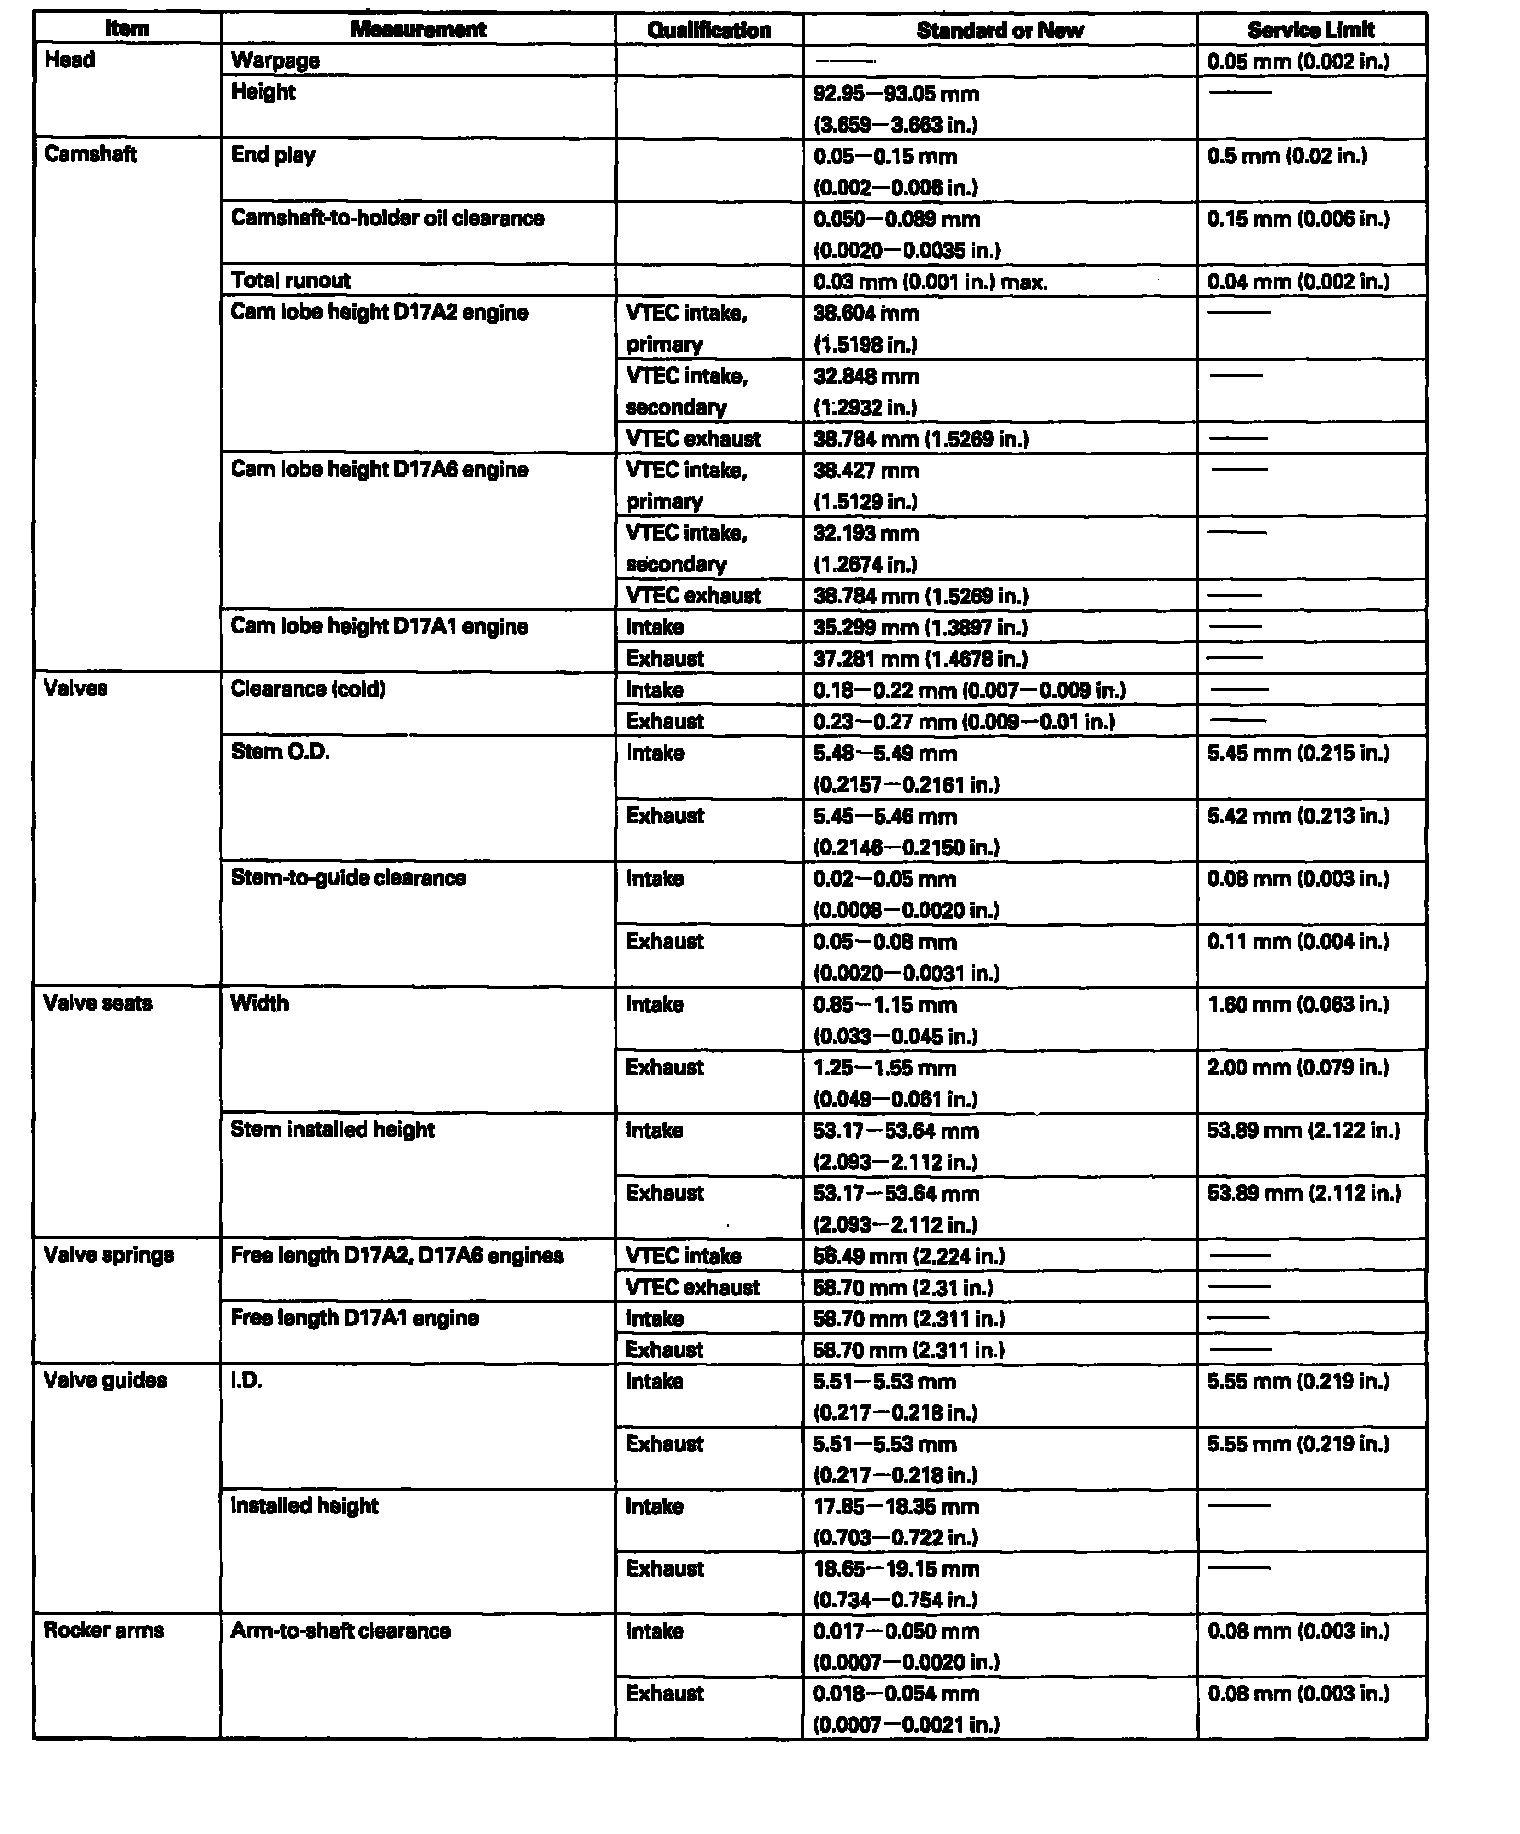 Item Measurement Qualification Standard or New Service Limit
Head Warpage —— 0.05 mm (0.002 in.)
Height 92.95—93.05 mm ——
(3.659—3.663 in.)
Camshaft End play 0.05—0.15 mm 0.5 mm (0.02 in.)
(0.002—0.006 in.)
Camshaft-to-holder oil clearance 0.050—0.089 mm 0.15 mm (0.006 in.)
(0.0020—0.0035 in.)
Total runout 0.03 mm (0.001 in.) max. 0.04 mm (0.002 in.)
Cam lobe height D17A2 engine VTEC intake, 38.604 mm ——
primary (1.5198 in.)
VTEC intake, 32.848 mm ——
secondary (1.2932 in.)
VTEC exhaust 38.784 mm (1.5269 in.) ——
Cam lobe height D17A6 engine VTEC intake, 38.427 mm ——
primary (1.5129 in.)
VTEC intake, 32.193 mm ——
secondary (1.2674 in.)
VTEC exhaust 38.784 mm (1.5269 in.) ——
Cam lobe height D17A1 engine Intake 35.299 mm (1.3897 in.) ——
Exhaust 37.281 mm (1.4678 in.) ——
Valves Clearance (cold) Intake 0.18—0.22 mm (0.007—0.009 in.) ——
Exhaust 0.23—0.27 mm (0.009—0.01 in.) ——
Stem O.D. Intake 5.48—5.49 mm 5.45 mm (0.215 in.)
(0.2157—0.2161 in.)
Exhaust 5.45—5.46 mm 5.42 mm (0.213 in.)
(0.2146—0.2150 in.)
Stem-to-guide clearance Intake 0.02—0.05 mm 0.08 mm (0.003 in.)
(0.0008—0.0020 in.)
Exhaust 0.05—0.08 mm 0.11 mm (0.004 in.)
(0.0020—0.0031 in.)
Valve seats Width Intake 0.85—1.15 mm 1.60 mm (0.063 in.)
(0.033—0.045 in.)
Exhaust 1.25—1.55 mm 2.00 mm (0.079 in.)
(0.049—0.061 in.)
Stem installed height Intake 53.17—53.64 mm 53.89 mm (2.122 in.)
(2.093—2.112 in.)
Exhaust 53.17—53.64 mm 53.89 mm (2.112 in.)
(2.093—2.112 in.)
Valve springs Free length D17A2, D17A6 engines VTEC intake 56.49 mm (2.224 in.) ——
VTEC exhaust 58.70 mm (2.31 in.) ——
Free length D17A1 engine Intake 58.70 mm (2.311 in.) ——
Exhaust 58.70 mm (2.311 in.) ——
Valve guides I.D. Intake 5.51—5.53 mm 5.55 mm (0.219 in.)
(0.217—0.218 in.)
Exhaust 5.51—5.53 mm 5.55 mm (0.219 in.)
(0.217—0.218 in.)
Installed height Intake 17.85—18.35 mm ——
(0.703—0.722 in.)
Exhaust 18.65—19.15 mm ——
(0.734—0.754 in.)
Rocker arms Arm-to-shaft clearance Intake 0.017—0.050 mm 0.08 mm (0.003 in.)
(0.0007—0.0020 in.)
Exhaust 0.018—0.054 mm 0.08 mm (0.003 in.)
(0.0007—0.0021 in.)